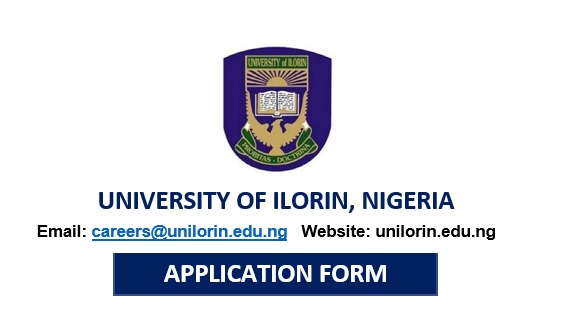 UNIVERSITY of ILORIN
PROBITAS - DOCTRINA
UNIVERSITY OF ILORIN, NIGERIA
Email: careers@unilorin.edu.ng Website: unilorin.edu.ng
APPLICATION FORM